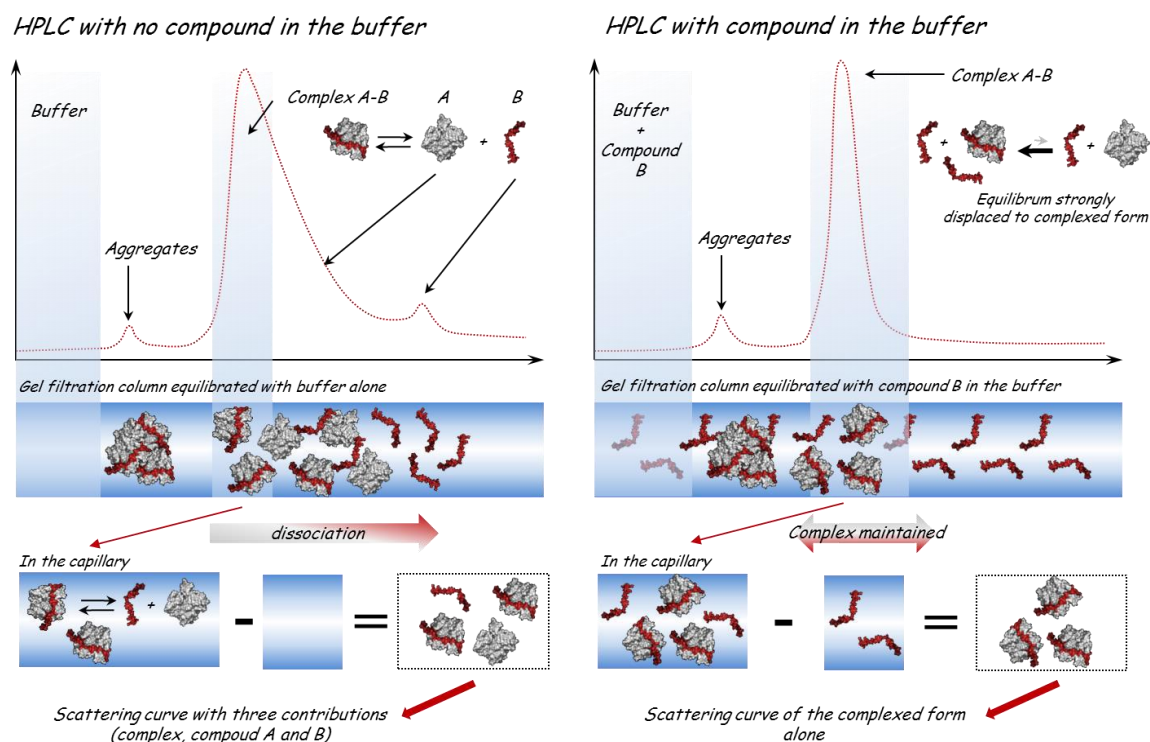 HPLC with no compound in the buffer
Buffer
Complex A-B
A
B
+
Aggregates
Gel filtration column equilibrated with buffer alone
dissociation
In the capillary
+
-
=
Scattering curve with three contributions
(complex, compoud A and B)
HPLC with compound in the buffer
Buffer
+
Compound
B
Complex A-B
+
+
Equilibrum strongly
displaced to complexed form
Aggregates
Gel filtration column equilibrated with compound B in the buffer
Complex maintained
In the capillary
-
=
Scattering curve of the complexed form
alone